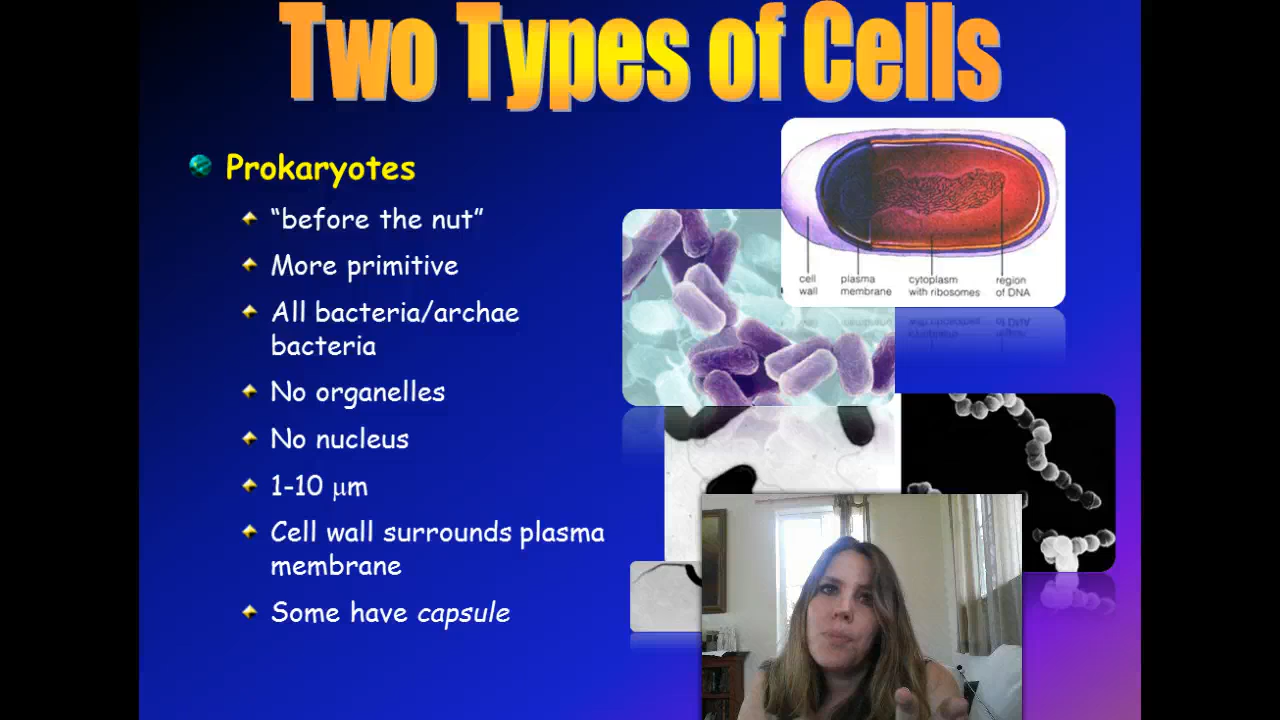 Two Types of Cells
Prokaryotes
“before the nut”
More primitive
All bacteria/archae
bacteria
No organelles
No nucleus
1-10 µm
Cell wall surrounds plasma
membrane
Some have capsule
cell
wall
plasma
membrane
cytoplasm
with ribosomes
region
of DNA